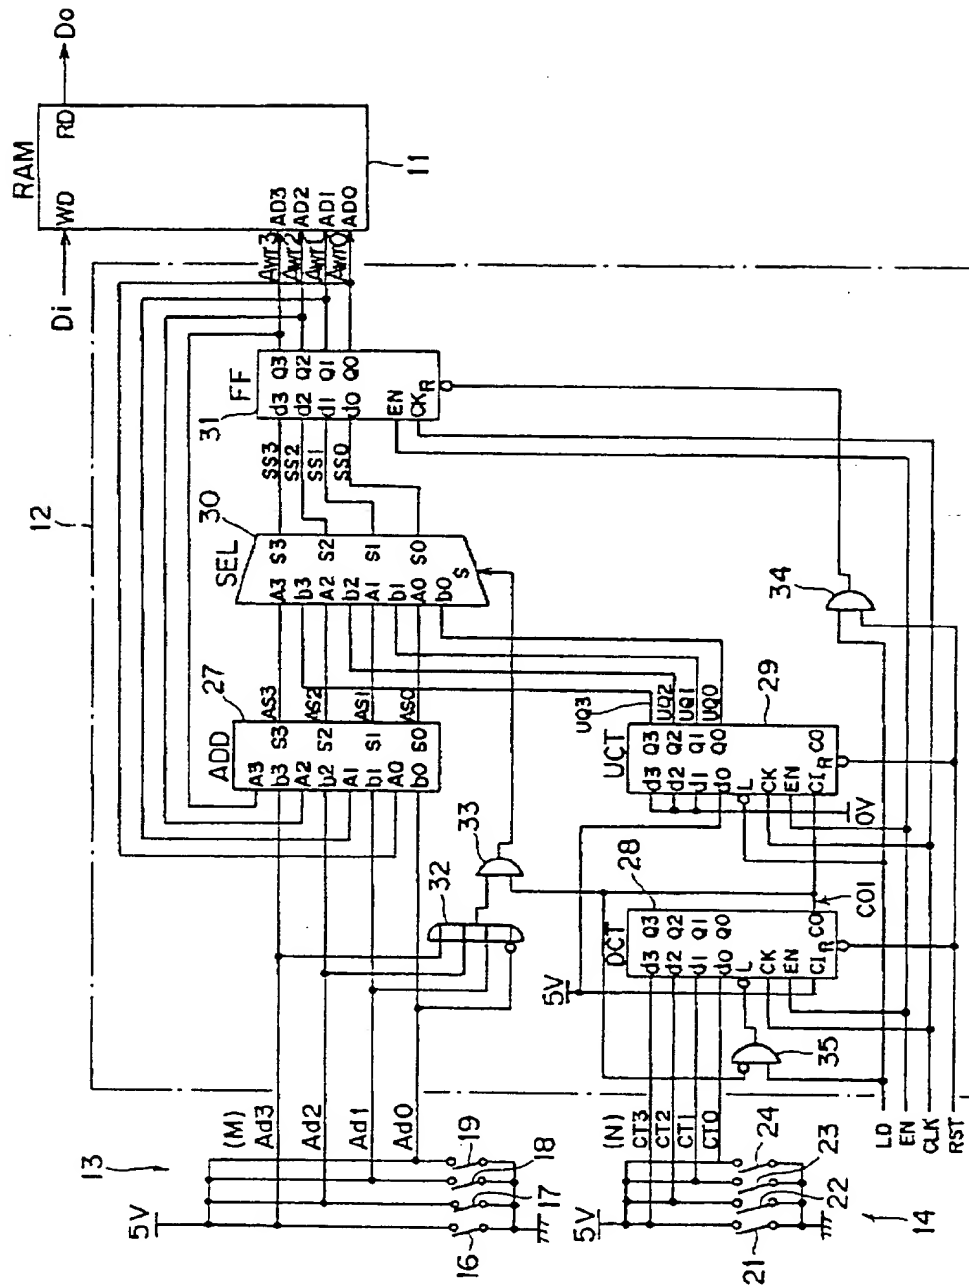 RAM
WD RD
Di
Do
AD3
AD2
AD1
AD0
11
12
AWT3
AWT2
AWT1
AWT0
31
FF
d3 Q3
d2 Q2
d1 Q1
d0 Q0
EN
CK
R
SS3
SS2
SS1
SS0
30
SEL
A3 S3
b3
A2 S2
b2
A1 S1
b1
A0 S0
b0
S
27
ADD
AS3
AS2
AS1
AS0
A3
b3 S3
A2
b2 S2
A1
b1 S1
A0
b0 S0
UQ3
UQ2
UQ1
UQ0
29
UCT
d3 Q3
d2 Q2
d1 Q1
d0 Q0
L
CK
EN
CI CO
R
0V
34
33
32
28
DCT
d3 Q3
d2 Q2
d1 Q1
d0 Q0
L
CK
EN
CI CO
R
CO1
5V
35
13
(M)
Ad3
Ad2
Ad1
Ad0
5V
16
17
18
19
(N)
CT3
CT2
CT1
CT0
5V
21
22
23
24
14
LD
EN
CLK
RST